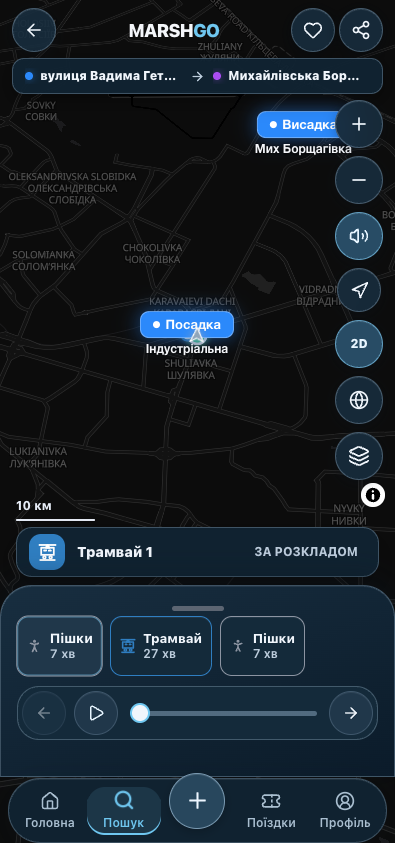 MARSHGO
ZHULIANY
вулиця Вадима Гет...
Михайлівська Бор...
SOVKY
СОВКИ
Висадка
Мих Борщагівка
OLEKSANDRIVSKA SLOBIDKA
ОЛЕКСАНДРІВСЬКА
СЛОБІДКА
SOLOMIANKA
СОЛОМ'ЯНКА
CHOKOLIVKA
ЧОКОЛІВКА
KARAVAIEVI DACHI
Посадка
Індустріальна
SHULIAVKA
ШУЛЯВКА
2D
LUKIANIVKA
ЛУК'ЯНІВКА
10 км
NYVKY
НИВКИ
Трамвай 1
ЗА РОЗКЛАДОМ
Пішки
7 хв
Трамвай
27 хв
Пішки
7 хв
Головна
Пошук
Поїздки
Профіль